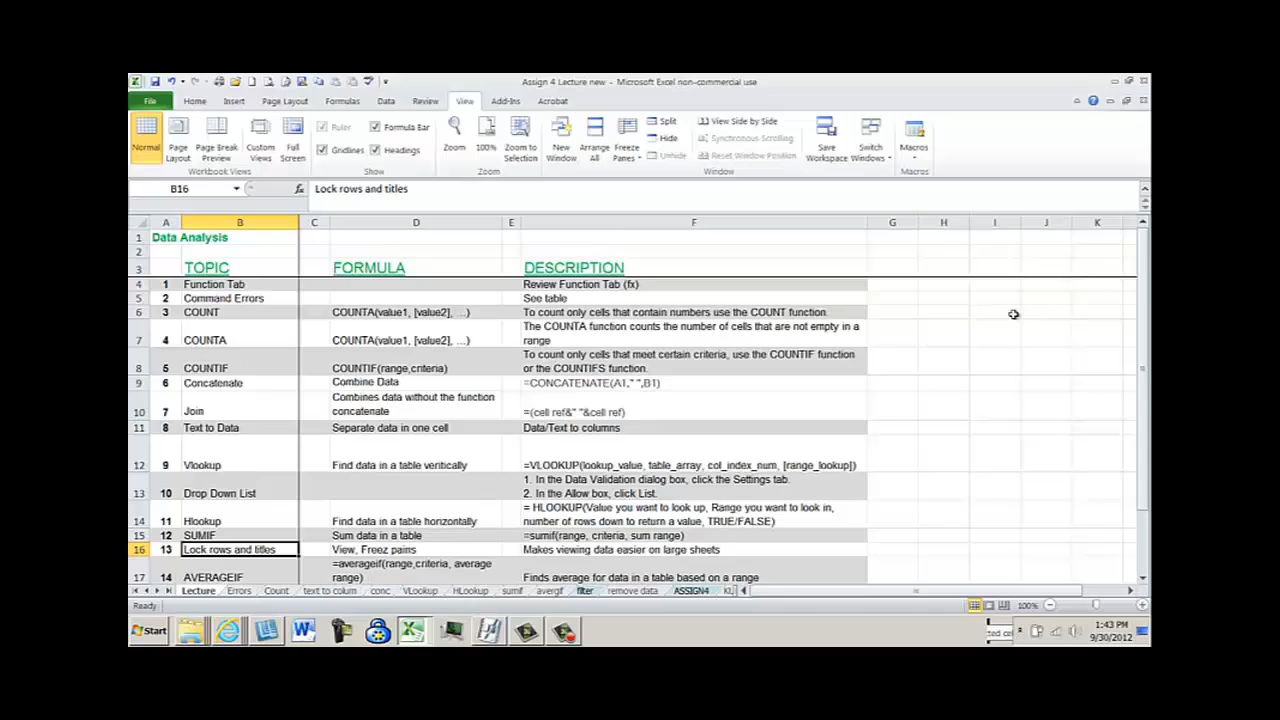 Assign 4 Lecture new - Microsoft Excel non-commercial use
File Home Insert Page Layout Formulas Data Review View Add-Ins Acrobat
Normal Page Layout Page Break Preview Custom Views Full Screen
Ruler Formula Bar
Gridlines Headings
Zoom 100% Zoom to Selection
New Window Arrange All Freeze Panes
Split
Hide
Unhide
View Side by Side
Synchronous Scrolling
Reset Window Position
Save Workspace Switch Windows Macros
Workbook Views Show Zoom Window Macros
B16 fx Lock rows and titles
A B C D E F G H I J K
1 Data Analysis
2
3 TOPIC FORMULA DESCRIPTION
4 1 Function Tab Review Function Tab (fx)
5 2 Command Errors See table
6 3 COUNT COUNTA(value1, [value2], ...) To count only cells that contain numbers use the COUNT function.
The COUNTA function counts the number of cells that are not empty in a
7 4 COUNTA COUNTA(value1, [value2], ...) range
To count only cells that meet certain criteria, use the COUNTIF function
8 5 COUNTIF COUNTIF(range,criteria) or the COUNTIFS function.
9 6 Concatenate Combine Data =CONCATENATE(A1," ",B1)
Combines data without the function
10 7 Join concatenate =(cell ref&" "&cell ref)
11 8 Text to Data Separate data in one cell Data/Text to columns
12 9 Vlookup Find data in a table vertically =VLOOKUP(lookup_value, table_array, col_index_num, [range_lookup])
1. In the Data Validation dialog box, click the Settings tab.
13 10 Drop Down List 2. In the Allow box, click List.
= HLOOKUP(Value you want to look up, Range you want to look in,
14 11 Hlookup Find data in a table horizontally number of rows down to return a value, TRUE/FALSE)
15 12 SUMIF Sum data in a table =sumif(range, criteria, sum range)
16 13 Lock rows and titles View, Freez pains Makes viewing data easier on large sheets
=averageif(range,criteria, average
17 14 AVERAGEIF range) Finds average for data in a table based on a range
Lecture Errors Count text to colum conc VLookup HLookup sumif avergf filter remove data ASSIGN4
Ready 100%
Start 1:43 PM
9/30/2012